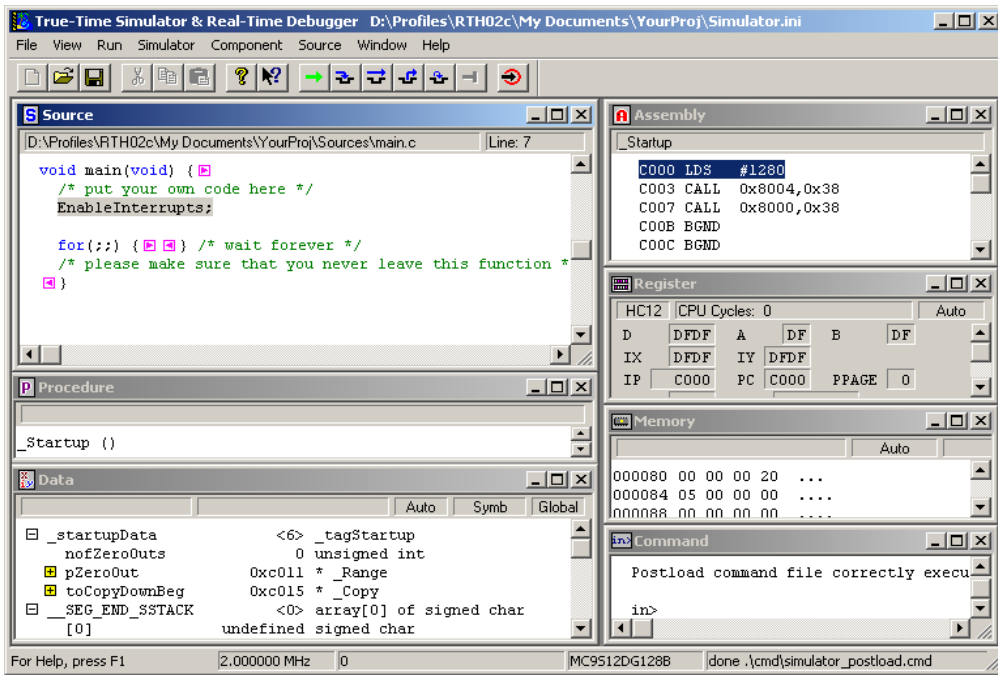 True-Time Simulator & Real-Time Debugger D:\Profiles\RTH02c\My Documents\YourProj\Simulator.ini
File View Run Simulator Component Source Window Help
Source
D:\Profiles\RTH02c\My Documents\YourProj\Sources\main.c Line: 7
void main(void) {
/* put your own code here */
EnableInterrupts;
for(;;) { } /* wait forever */
/* please make sure that you never leave this function *
}
Procedure
_Startup ()
Data
Auto Symb Global
_startupData <6> _tagStartup
nofZeroOuts 0 unsigned int
pZeroOut 0xc011 * _Range
toCopyDownBeg 0xc015 * _Copy
__SEG_END_SSTACK <0> array[0] of signed char
[0] undefined signed char
Assembly
_Startup
C000 LDS #1280
C003 CALL 0x8004,0x38
C007 CALL 0x8000,0x38
C00B BGND
C00C BGND
Register
HC12 CPU Cycles: 0 Auto
D DFDF A DF B DF
IX DFDF IY DFDF
IP C000 PC C000 PPAGE 0
Memory
Auto
000080 00 00 00 20 ...
000084 05 00 00 00 ....
000088 00 00 00 00 ....
in> Command
Postload command file correctly execu
in>
For Help, press F1 2.000000 MHz 0 MC9S12DG128B done .\cmd\simulator_postload.cmd